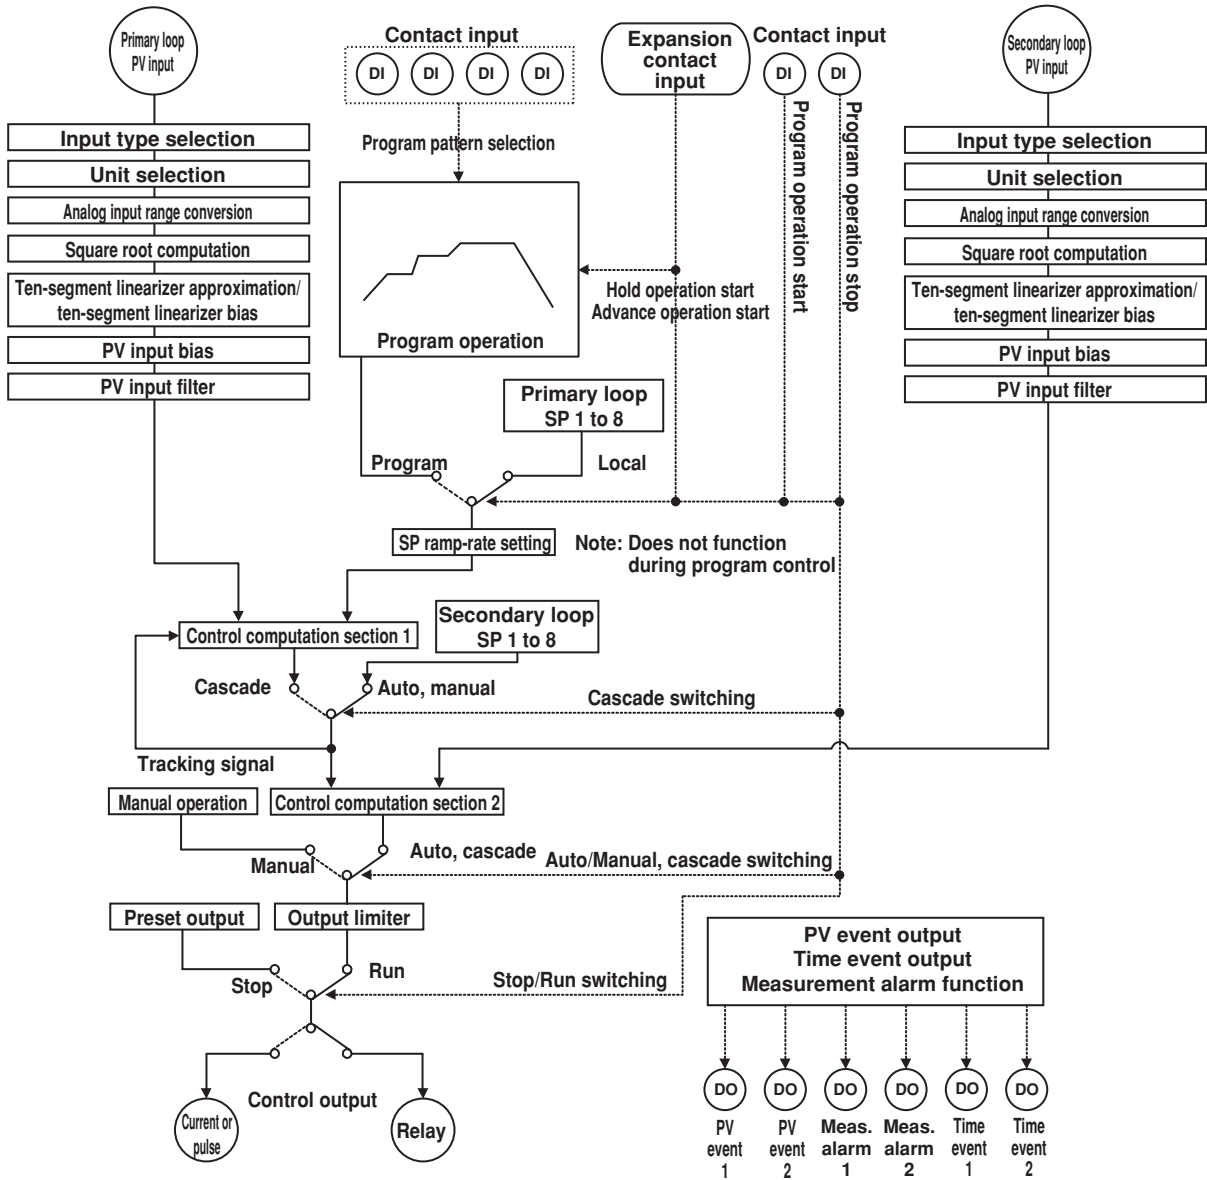 Primary loop
PV input
Contact input
DI DI DI DI
Expansion
contact
input
Contact input
DI DI
Secondary loop
PV input
Program pattern selection
Program operation start
Program operation stop
Input type selection
Unit selection
Analog input range conversion
Square root computation
Ten-segment linearizer approximation/
ten-segment linearizer bias
PV input bias
PV input filter
Input type selection
Unit selection
Analog input range conversion
Square root computation
Ten-segment linearizer approximation/
ten-segment linearizer bias
PV input bias
PV input filter
Program operation
Hold operation start
Advance operation start
Primary loop
SP 1 to 8
Program
Local
SP ramp-rate setting
Note: Does not function
during program control
Control computation section 1
Secondary loop
SP 1 to 8
Cascade
Auto, manual
Cascade switching
Tracking signal
Manual operation
Control computation section 2
Manual
Auto, cascade
Auto/Manual, cascade switching
Preset output
Output limiter
Stop
Run
Stop/Run switching
Control output
Current or
pulse
Relay
PV event output
Time event output
Measurement alarm function
DO DO DO DO DO DO
PV
event
1
PV
event
2
Meas.
alarm
1
Meas.
alarm
2
Time
event
1
Time
event
2